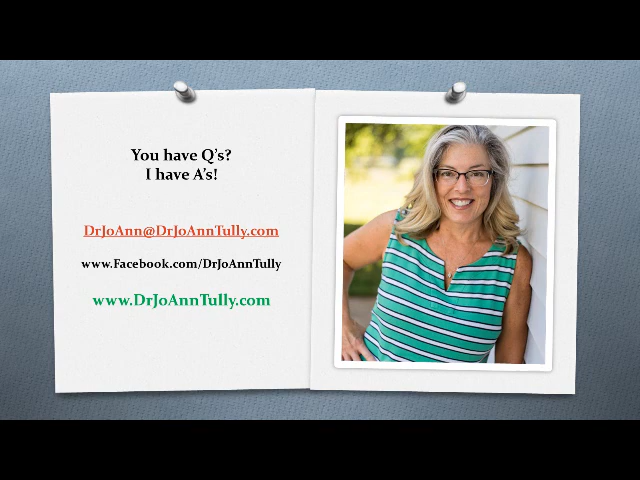 You have Q's?
I have A's!
DrJoAnn@DrJoAnnTully.com
www.Facebook.com/DrJoAnnTully
www.DrJoAnnTully.com